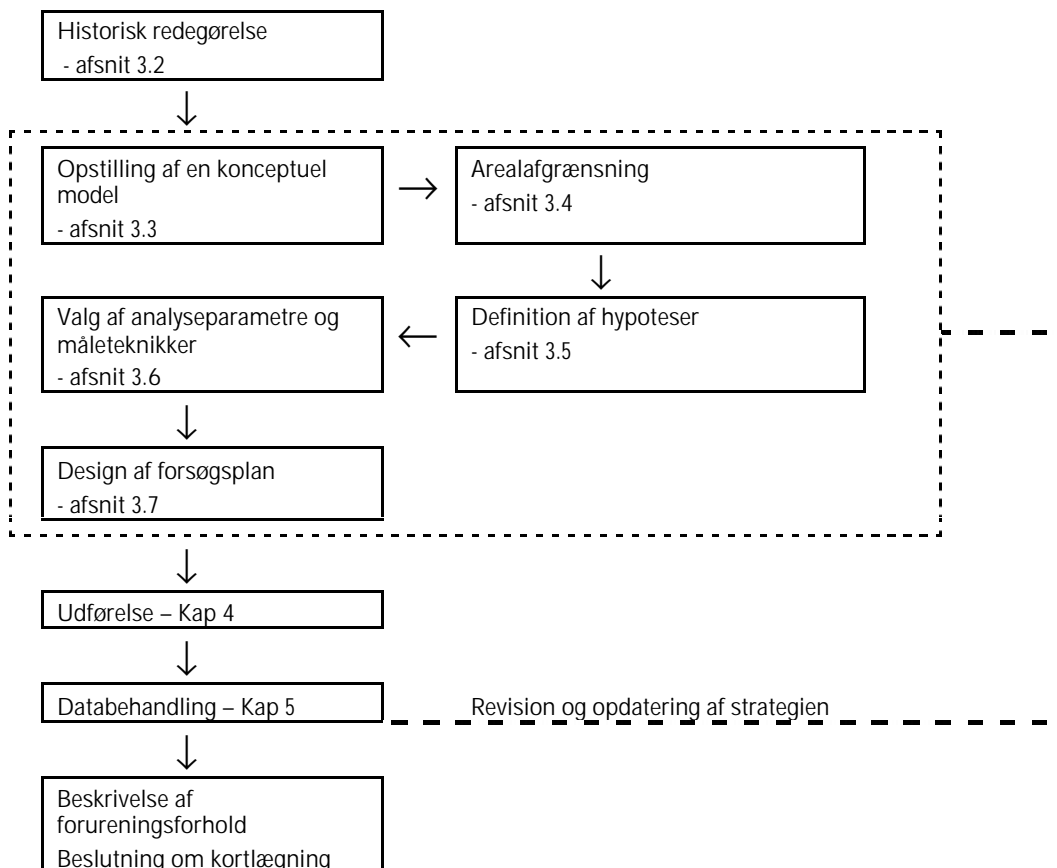 Historisk redegørelse
- afsnit 3.2
Opstilling af en konceptuel
model
- afsnit 3.3
Arealafgrænsning
- afsnit 3.4
Definition af hypoteser
- afsnit 3.5
Valg af analyseparametre og
måleteknikker
- afsnit 3.6
Design af forsøgsplan
- afsnit 3.7
Udførelse – Kap 4
Databehandling – Kap 5
Revision og opdatering af strategien
Beskrivelse af
forureningsforhold
Beslutning om kortlægning